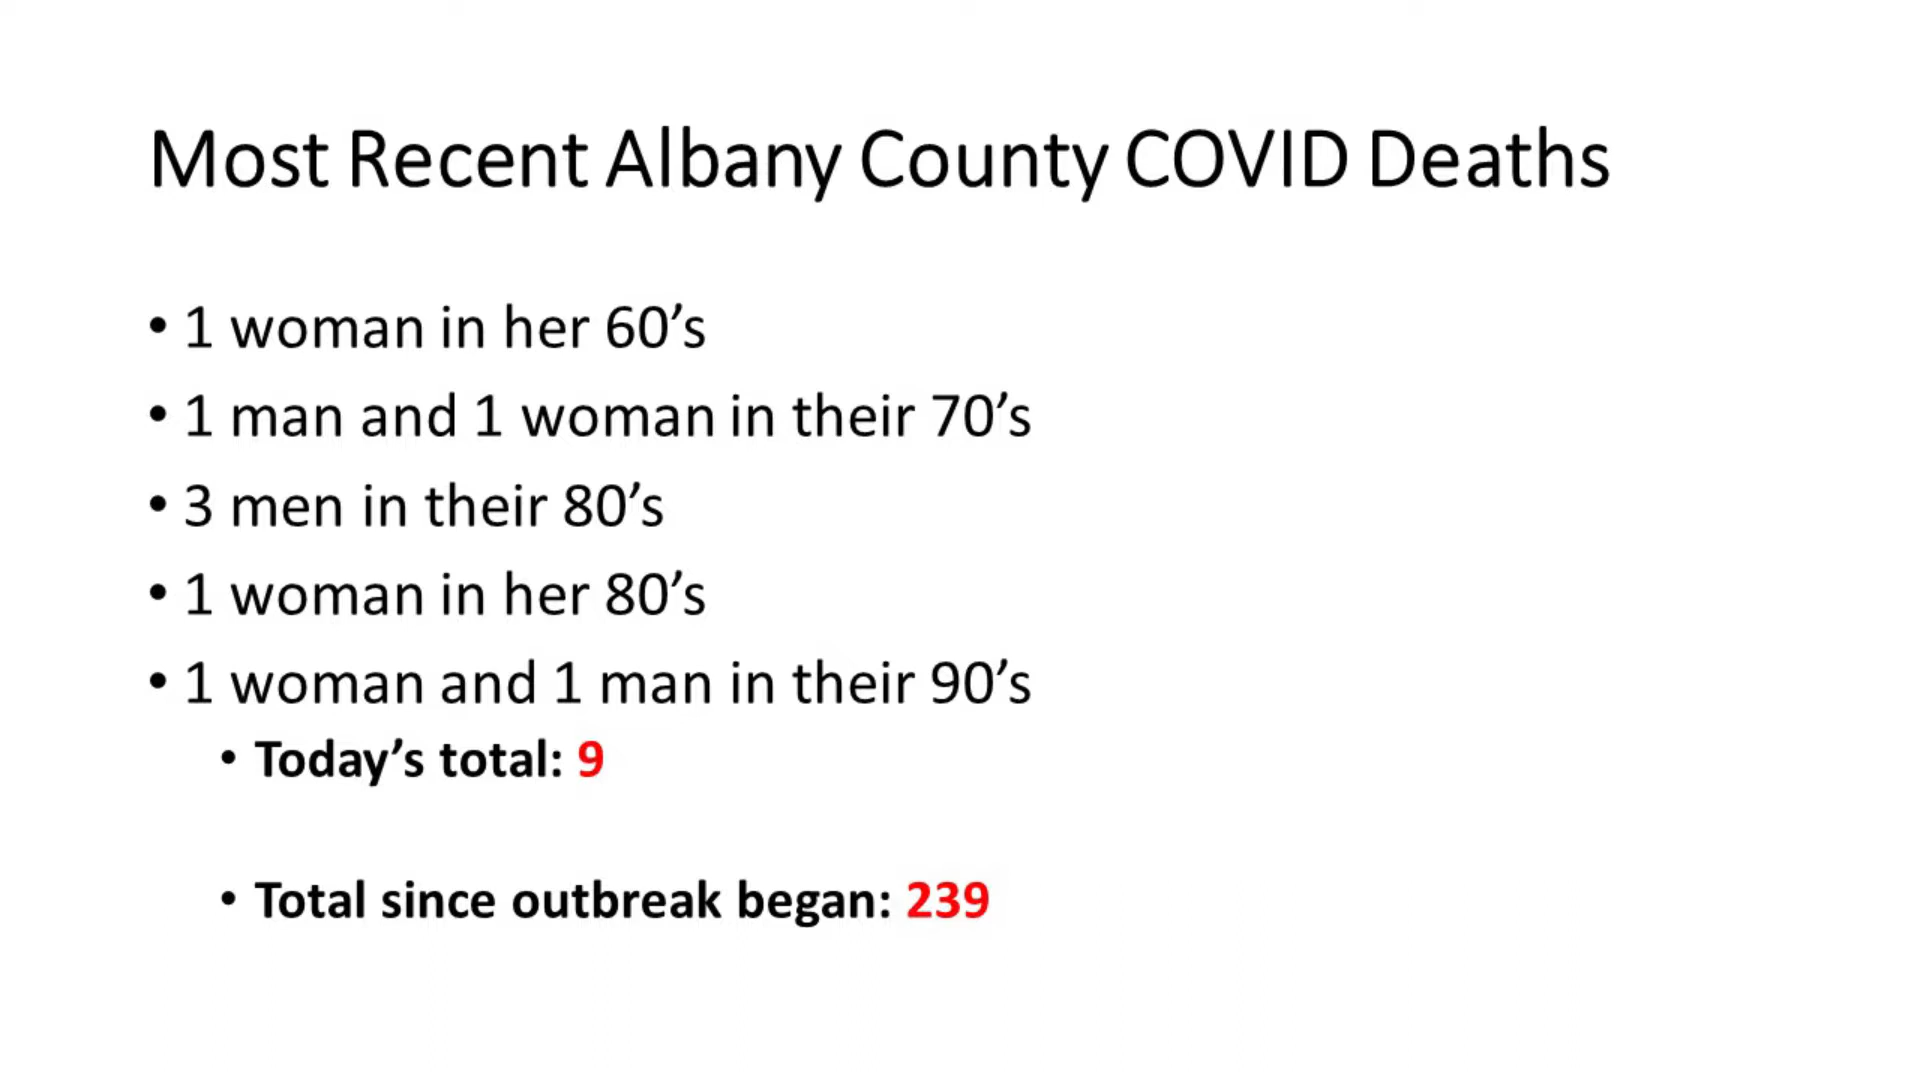 Most Recent Albany County COVID Deaths
• 1 woman in her 60’s
• 1 man and 1 woman in their 70’s
• 3 men in their 80’s
• 1 woman in her 80’s
• 1 woman and 1 man in their 90’s
• Today’s total: 9
• Total since outbreak began: 239